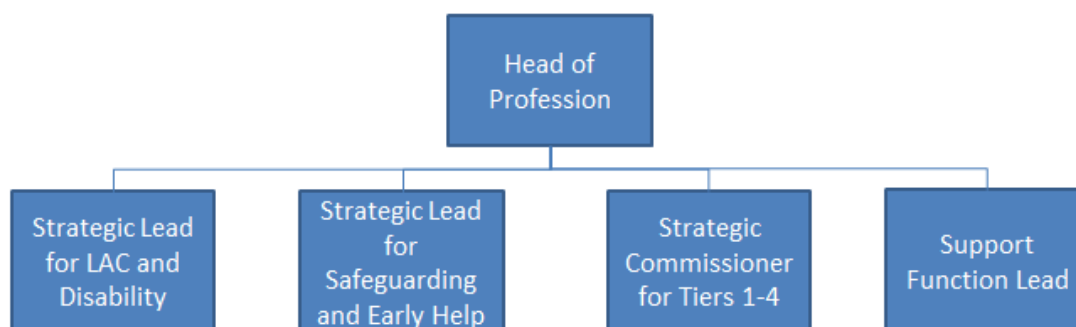 Head of
Profession
Strategic Lead
for LAC and
Disability
Strategic Lead
for
Safeguarding
and Early Help
Strategic
Commissioner
for Tiers 1-4
Support
Function Lead